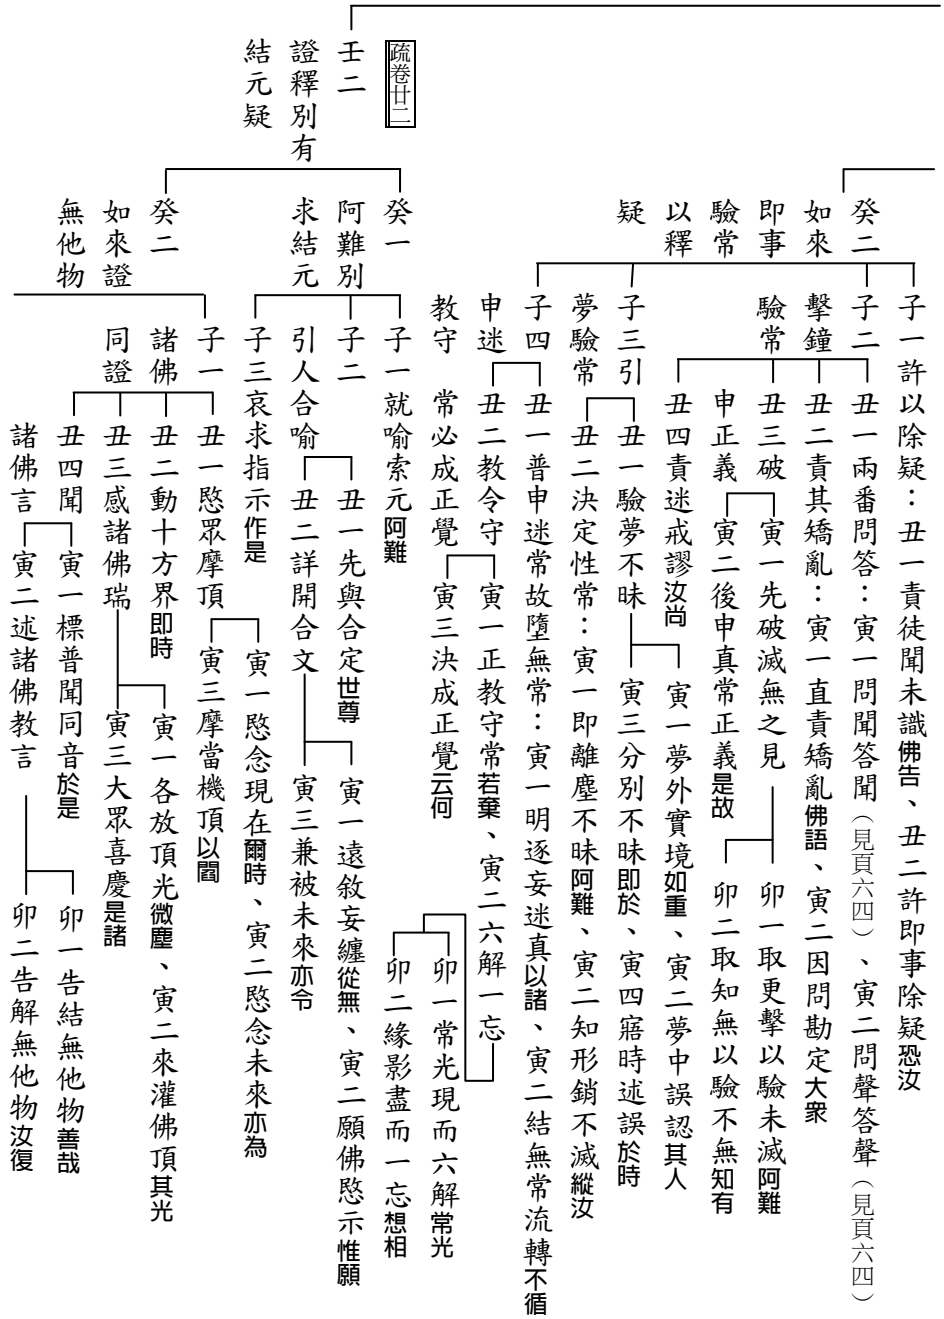 癸二
如來
即事
驗常
以釋
疑
子一許以除疑：丑一責徒聞未識佛告、丑二許即事除疑恐汝
子二
擊鐘
驗常
丑一兩番問答：寅一問聞答聞（見頁六四）、寅二問聲答聲（見頁六四）
丑二責其矯亂：寅一直責矯亂佛語、寅二因問勘定大衆
丑三破
申正義
寅一先破滅無之見
卯一取更擊以驗未滅阿難
卯二取知無以驗不無知有
寅二後申真常正義是故
丑四責迷戒謬汝尚
子三引
夢驗常
丑一驗夢不昧
寅一夢外實境如重、寅二夢中誤認其人
寅三分別不昧即於、寅四寤時述誤於時
丑二決定性常：寅一即離塵不昧阿難、寅二知形銷不滅縱汝
子四
申迷
教守
丑一普申迷常故墮無常：寅一明逐妄迷真以諸、寅二結無常流轉不循
丑二教令守
常必成正覺
寅一正教守常若棄、寅二六解一忘
卯一常光現而六解常光
卯二緣影盡而一忘想相
寅三決成正覺云何
疏卷廿二
壬二
證釋別有
結元疑
癸一
阿難別
求結元
子一就喻索元阿難
子二
引人合喻
丑一先與合定世尊
丑二詳開合文
寅一遠敘妄纏從無、寅二願佛愍示惟願
寅三兼被未來亦令
子三哀求指示作是
癸二
如來證
無他物
子一
諸佛
同證
丑一愍眾摩頂
寅一愍念現在爾時、寅二愍念未來亦為
寅三摩當機頂以閻
丑二動十方界即時
丑三感諸佛瑞
寅一各放頂光微塵、寅二來灌佛頂其光
寅三大眾喜慶是諸
丑四聞
諸佛言
寅一標普聞同音於是
寅二述諸佛教言
卯一告結無他物善哉
卯二告解無他物汝復